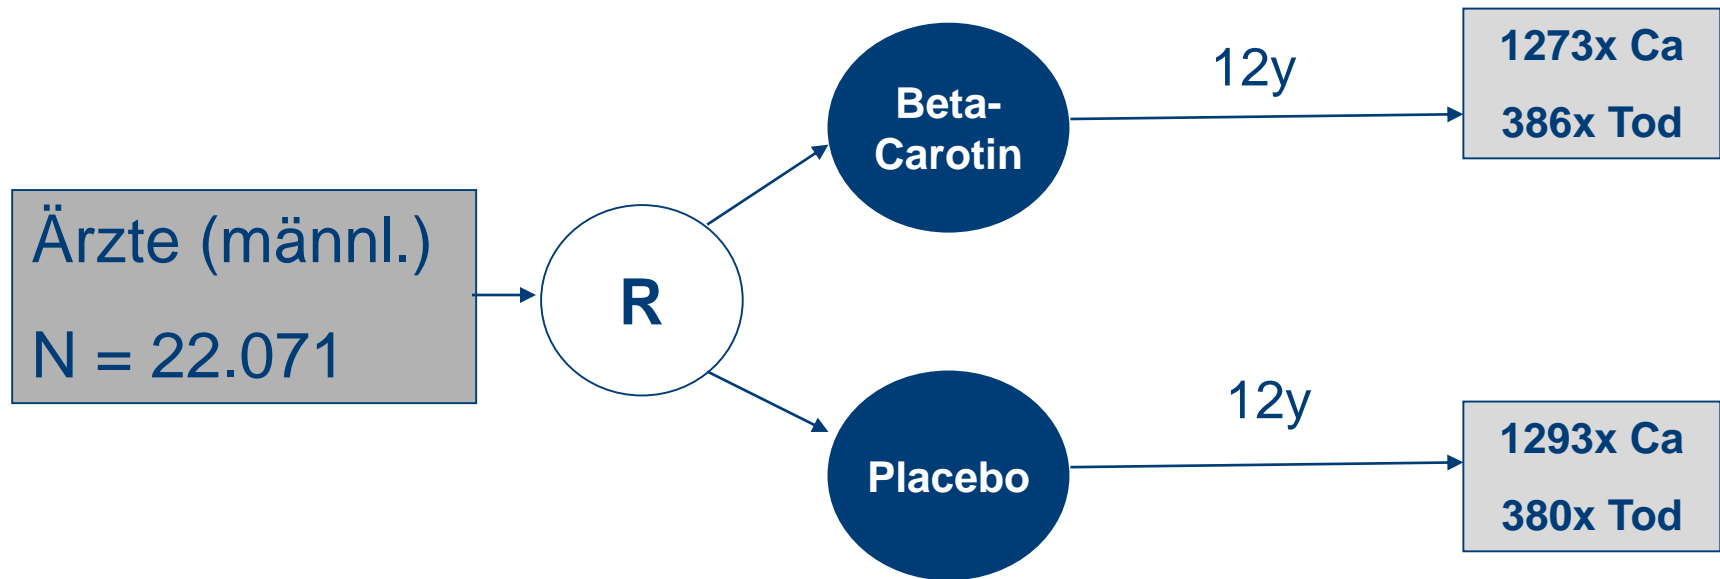 Ärzte (männl.)
N = 22.071
R
Beta-
Carotin
12y
1273x Ca
386x Tod
Placebo
12y
1293x Ca
380x Tod